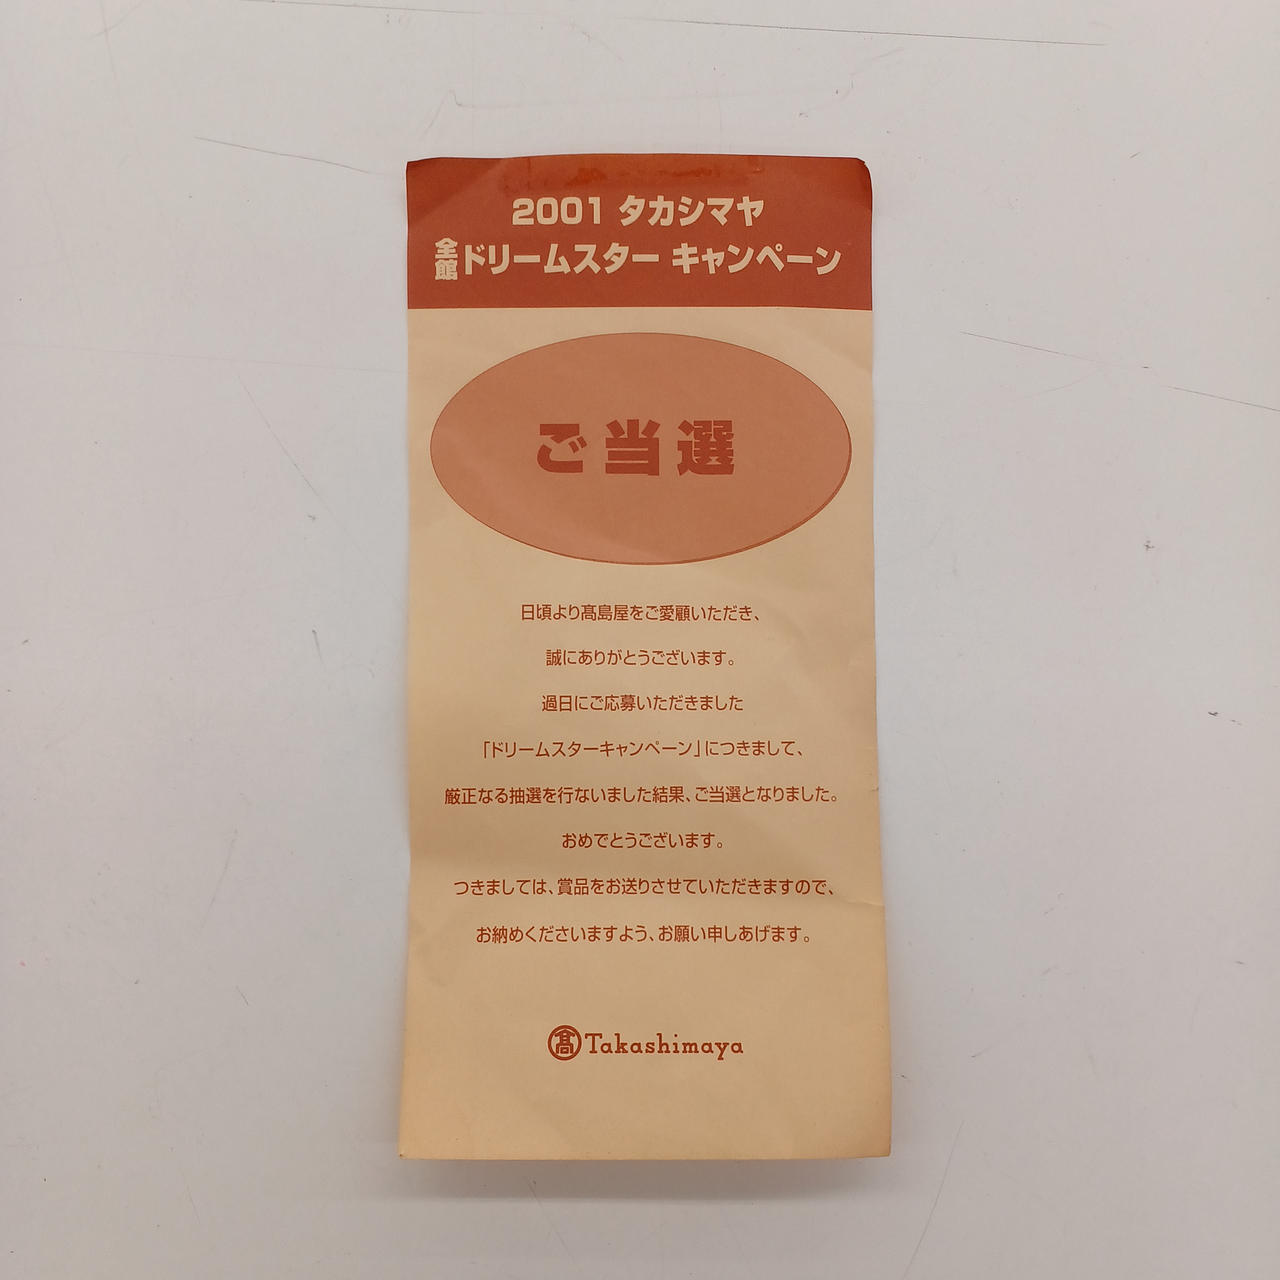 2001 タカシマヤ
全館ドリームスター キャンペーン
ご当選
日頃より髙島屋をご愛顧いただき、
誠にありがとうございます。
過日にご応募いただきました
「ドリームスターキャンペーン」につきまして、
厳正なる抽選を行ないました結果、ご当選となりました。
おめでとうございます。
つきましては、賞品をお送りさせていただきますので、
お納めくださいますよう、お願い申しあげます。
髙 Takashimaya